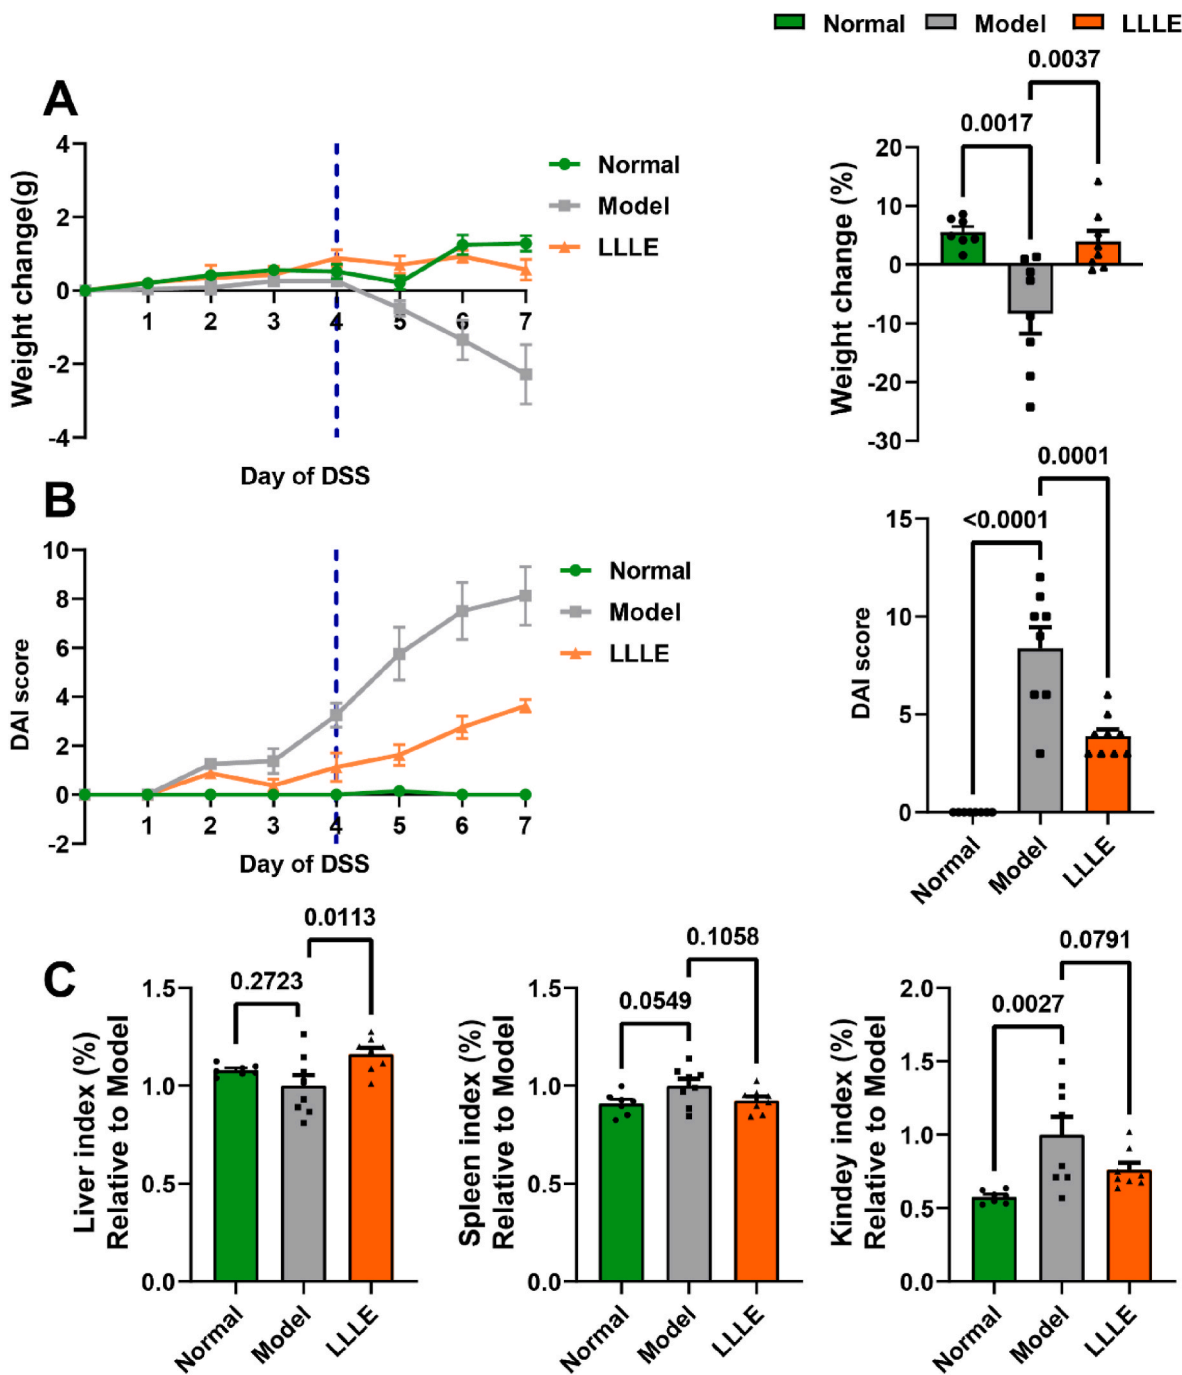 Normal Model LLLE
A
Weight change(g)
4
2
0
-2
-4
1 2 3 4 5 6 7
Day of DSS
Normal
Model
LLLE
0.0037
0.0017
Weight change (%)
20
10
0
-10
-20
-30
B
DAI score
10
8
6
4
2
0
-2
1 2 3 4 5 6 7
Day of DSS
Normal
Model
LLLE
0.0001
<0.0001
DAI score
15
10
5
0
Normal Model LLLE
C
0.0113
0.2723
Liver index (%)
Relative to Model
1.5
1.0
0.5
0.0
Normal Model LLLE
0.1058
0.0549
Spleen index (%)
Relative to Model
1.5
1.0
0.5
0.0
Normal Model LLLE
0.0791
0.0027
Kindey index (%)
Relative to Model
2.0
1.5
1.0
0.5
0.0
Normal Model LLLE